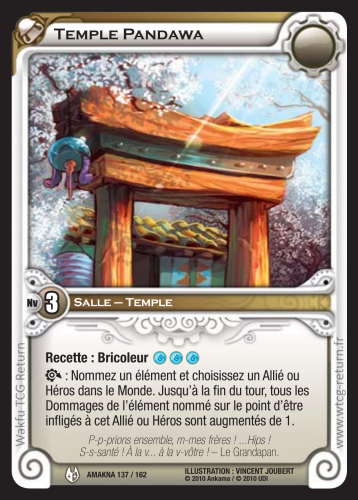 TEMPLE PANDAWA
Nv 3 SALLE – TEMPLE
Recette : Bricoleur
: Nommez un élément et choisissez un Allié ou
Héros dans le Monde. Jusqu'à la fin du tour, tous les
Dommages de l'élément nommé sur le point d'être
infligés à cet Allié ou Héros sont augmentés de 1.
P-p-prions ensemble, m-mes frères ! ...Hips !
S-s-santé ! À la v... à la v-vôtre ! – Le Grandapan.
AMAKNA 137 / 162
ILLUSTRATION : VINCENT JOUBERT
© 2010 Ankama / © 2010 UDI
Wakfu TCG Return
www.wtcg-return.fr